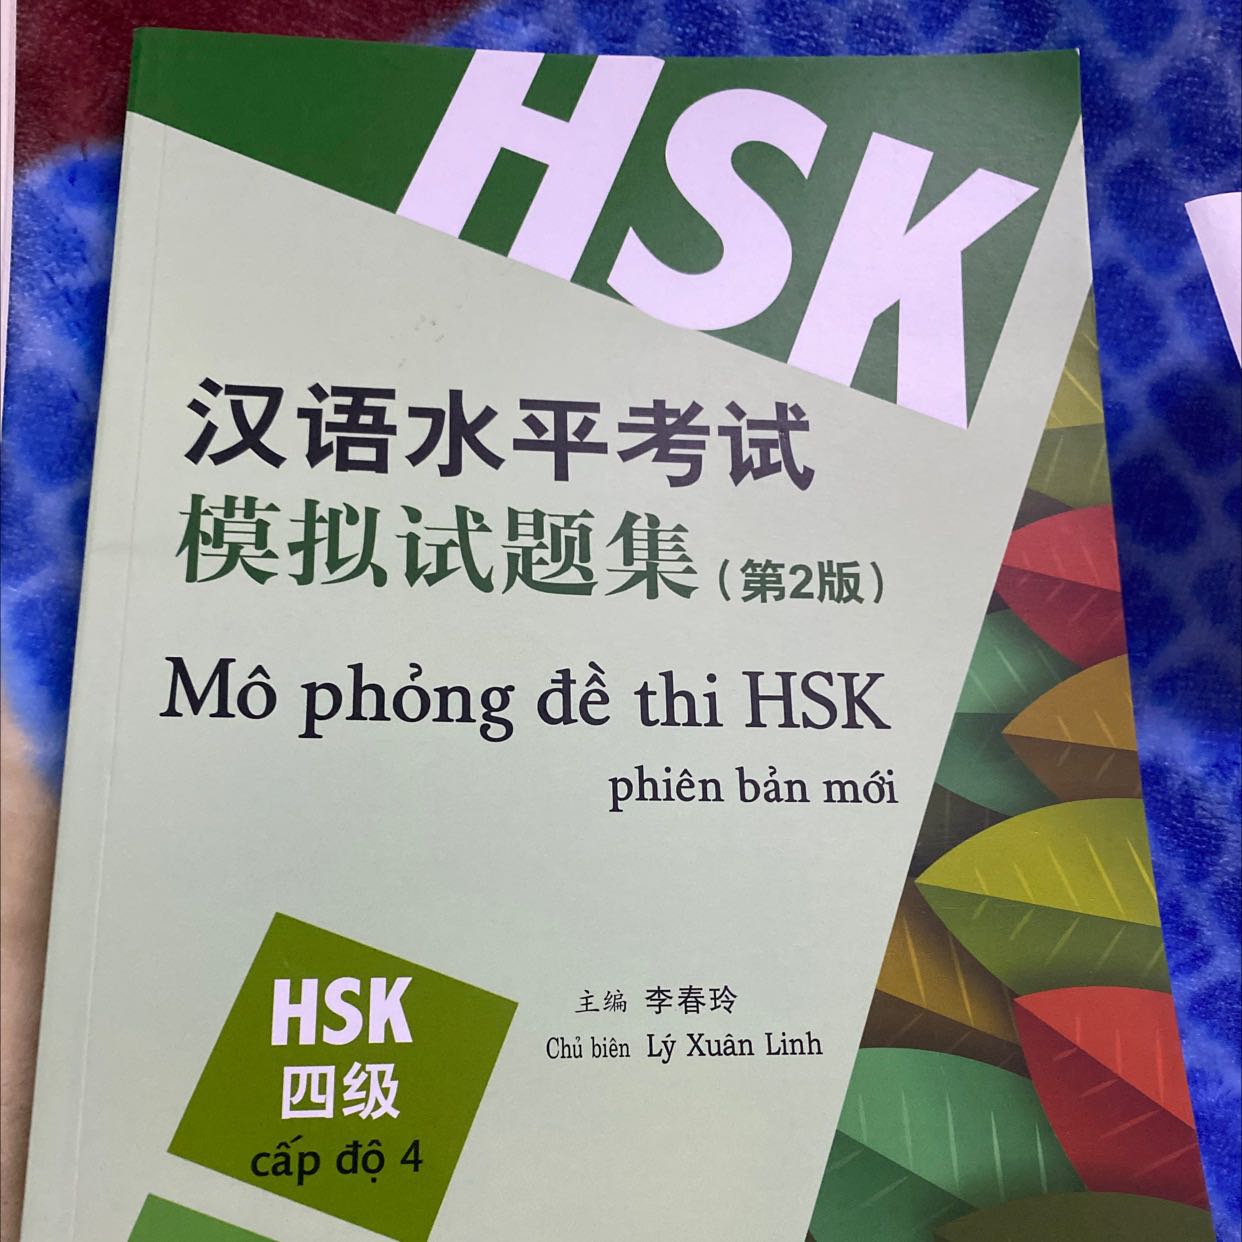 HSK
汉语水平考试
模拟试题集（第2版）
Mô phỏng đề thi HSK
phiên bản mới
主编 李春玲
Chủ biên Lý Xuân Linh
HSK
四级
cấp độ 4